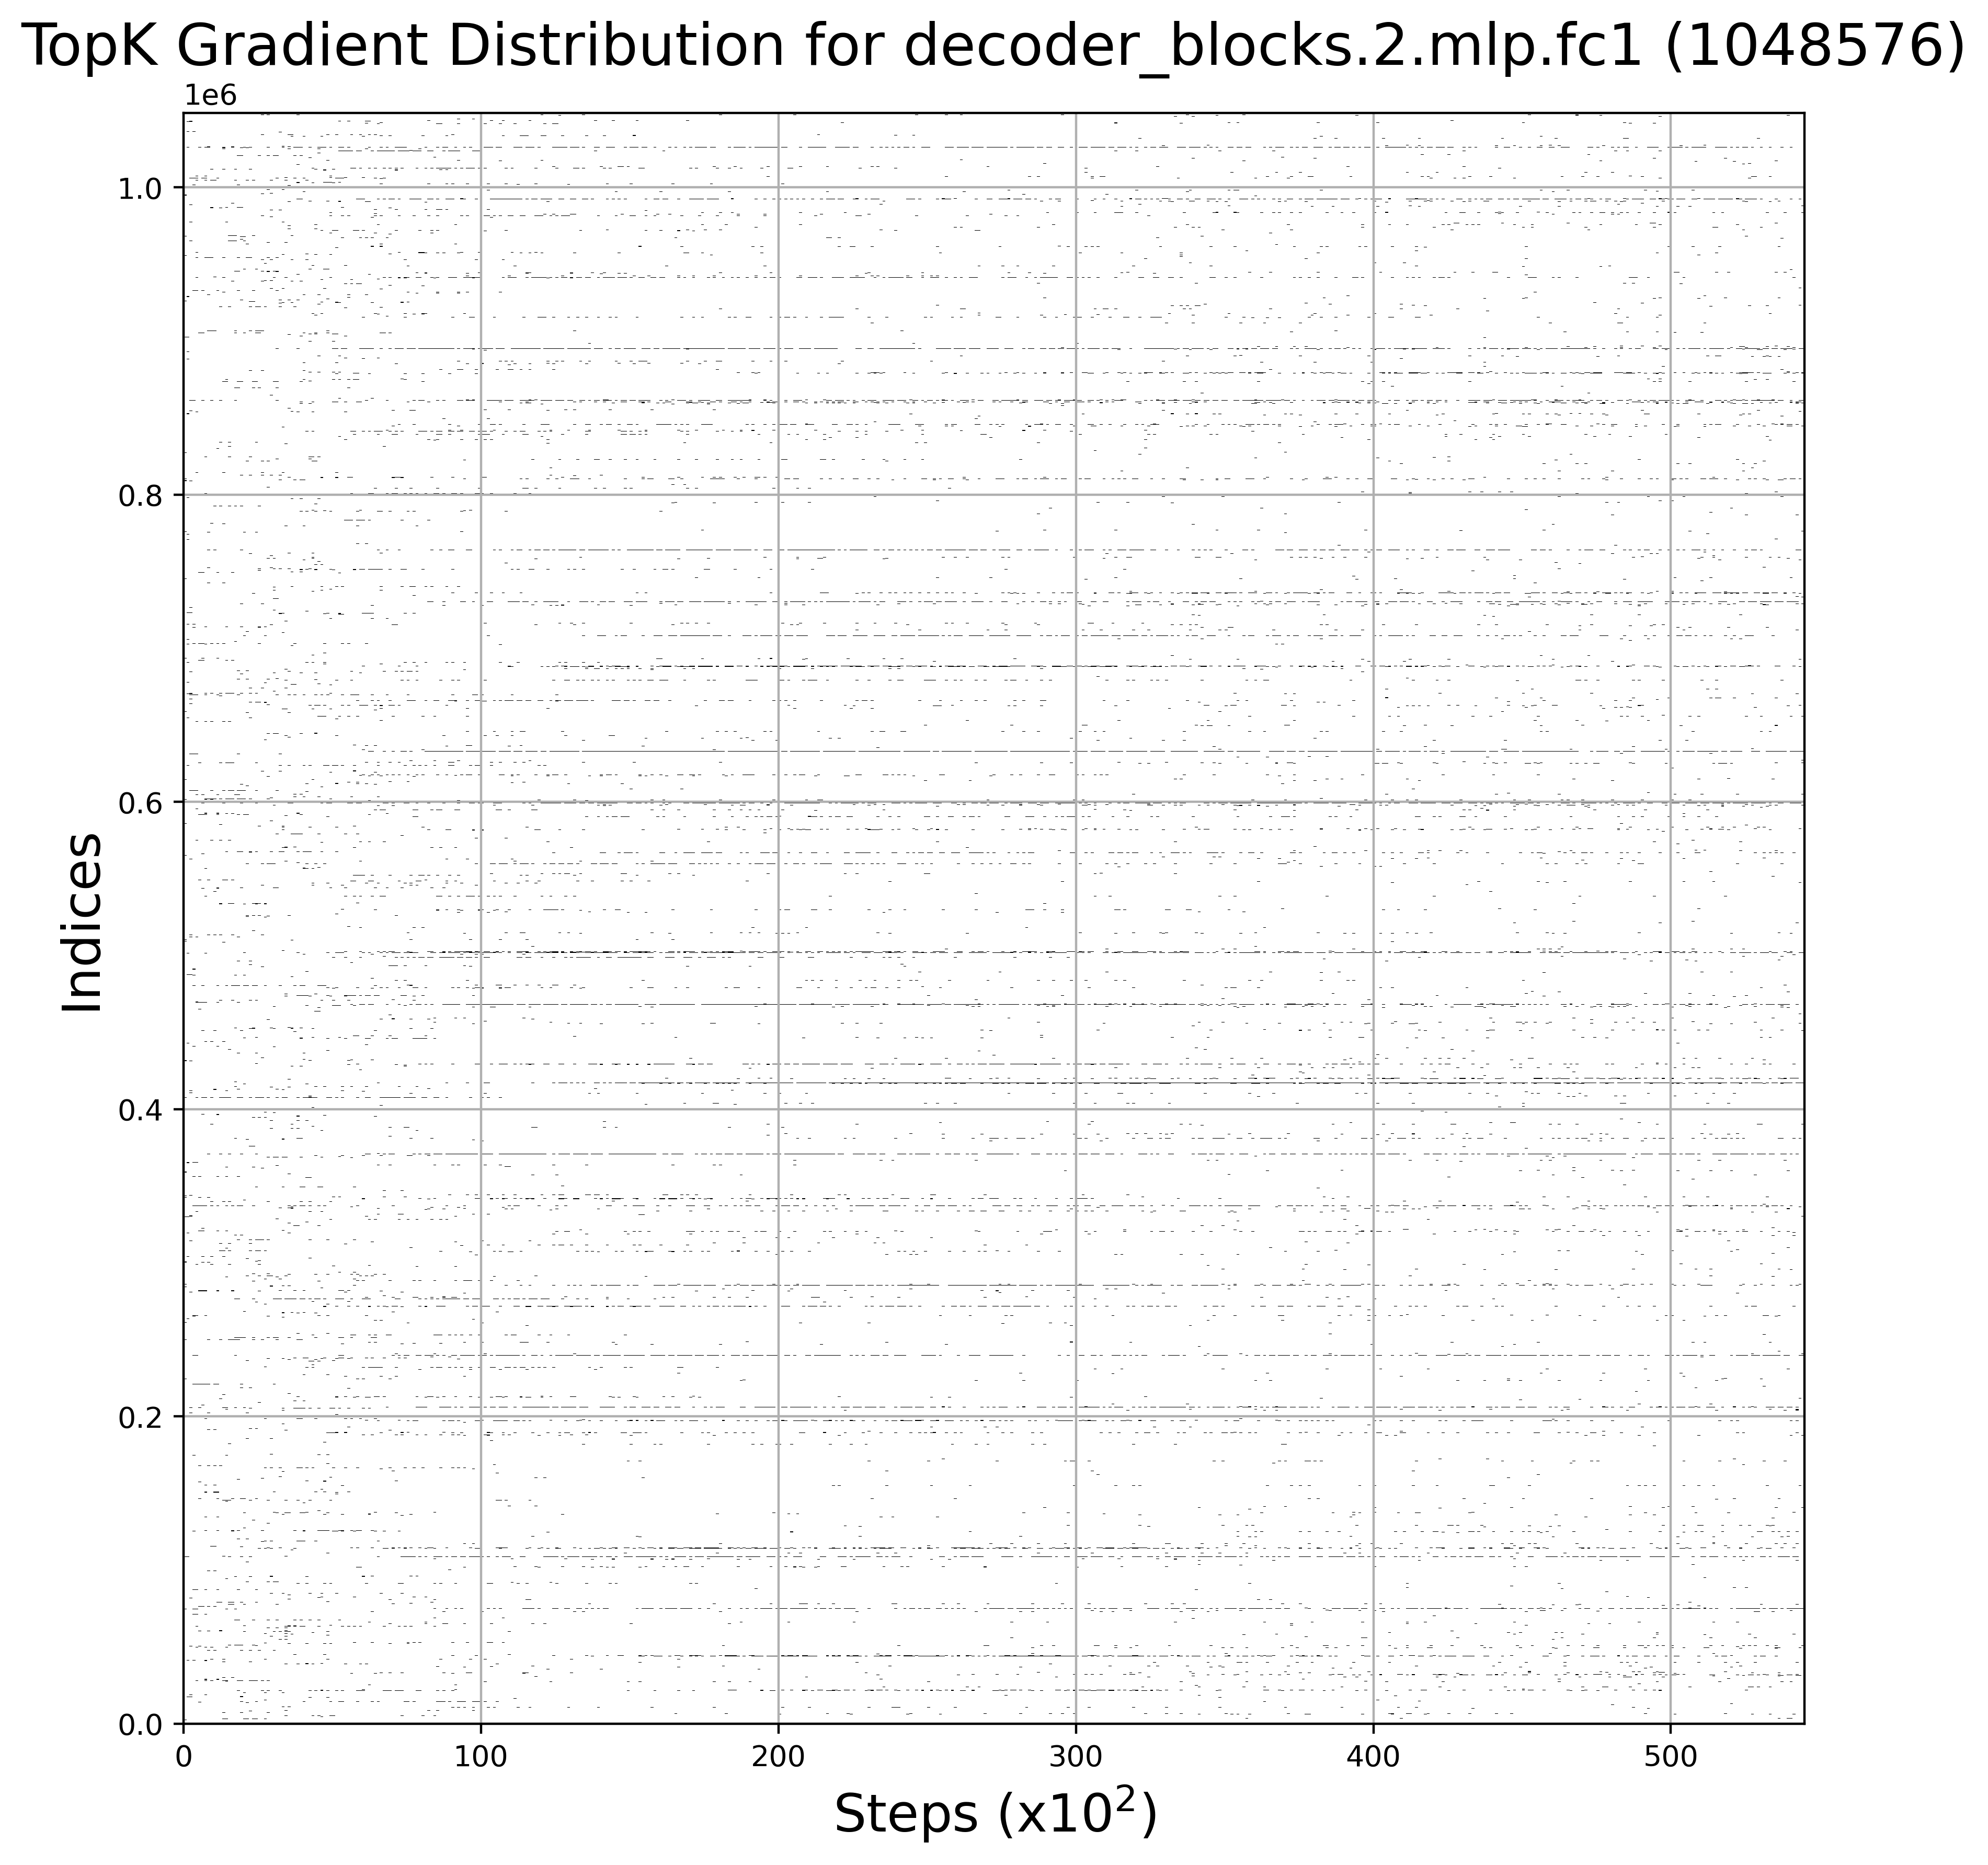 TopK Gradient Distribution for decoder_blocks.2.mlp.fc1 (1048576)
1e6
1.0
0.8
0.6
0.4
0.2
0.0
Indices
0 100 200 300 400 500
Steps (x10²)